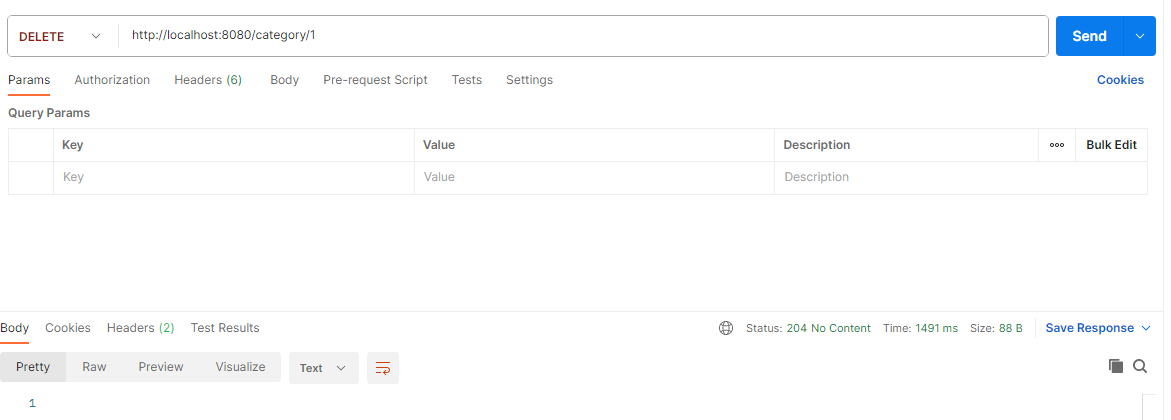 DELETE http://localhost:8080/category/1 Send
Params Authorization Headers (6) Body Pre-request Script Tests Settings Cookies
Query Params
Key Value Description ooo Bulk Edit
Key Value Description
Body Cookies Headers (2) Test Results Status: 204 No Content Time: 1491 ms Size: 88 B Save Response
Pretty Raw Preview Visualize Text
1